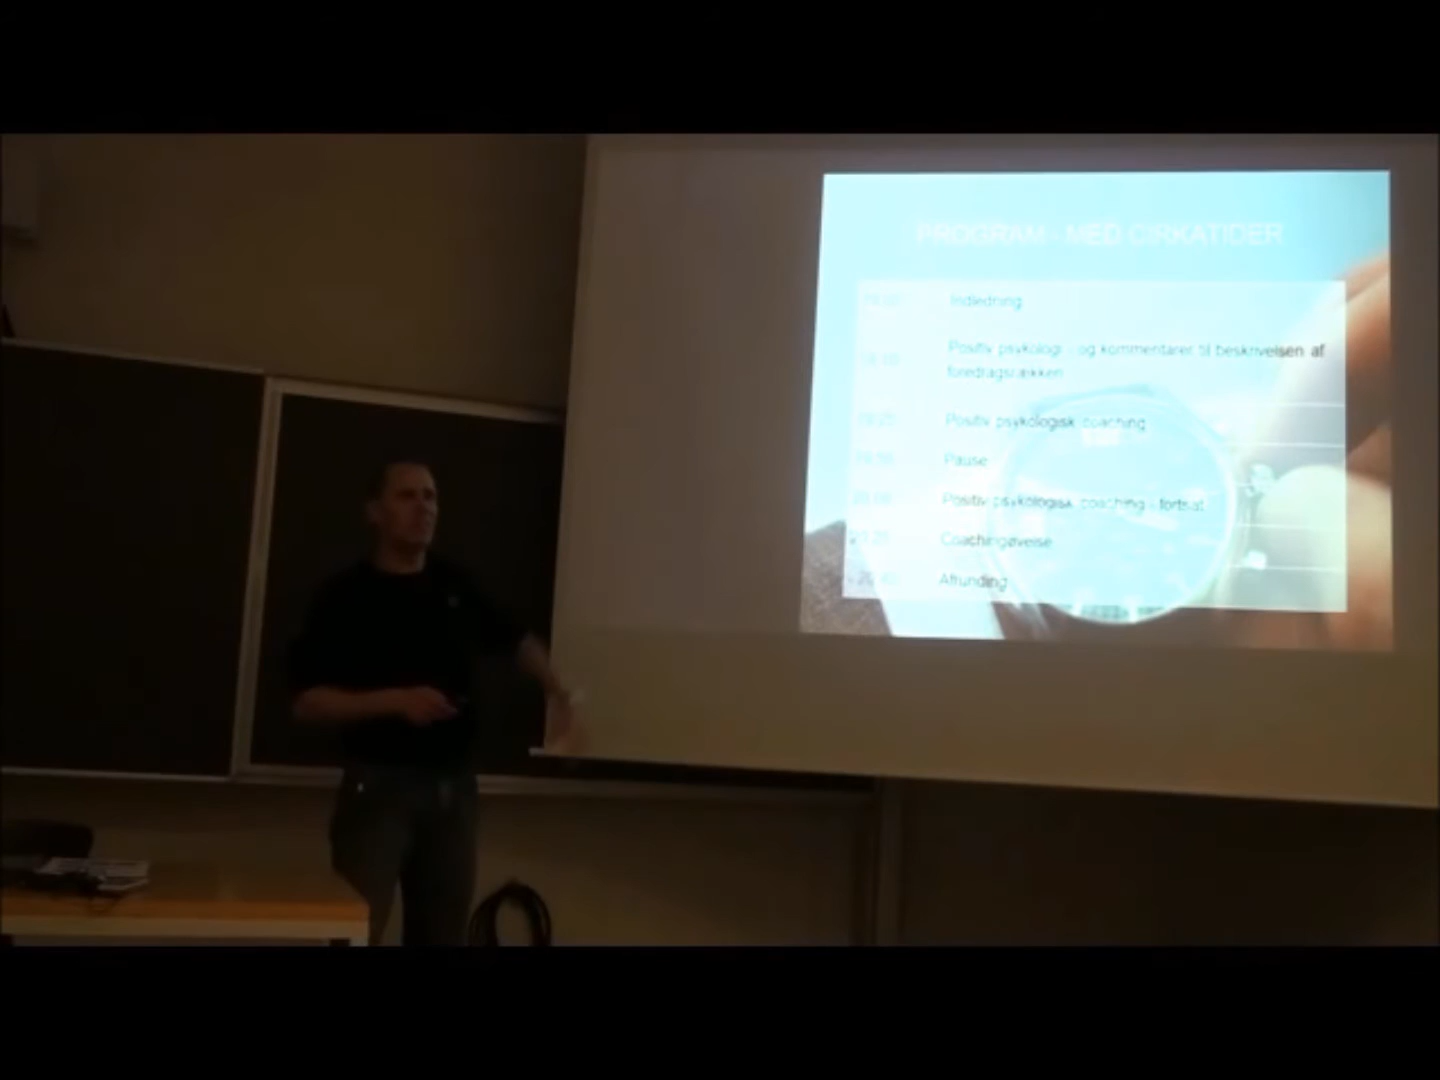 PROGRAM - MED CIRKATIDER
Indledning
Positiv psykologi - og kommentarer til beskrivelsen af
foredragsrækken
Positiv psykologisk coaching
Pause
Positiv psykologisk coaching - fortsat
Coachingøvelse
Afrunding